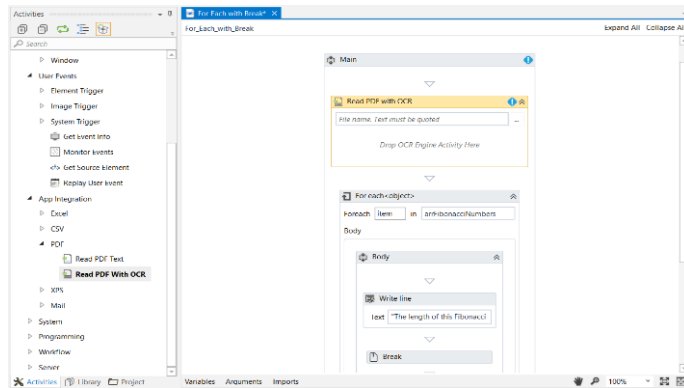 Activities
For Each with Break*
Search
For_Each_with_Break
Expand All Collapse Al
Window
User Events
Element Trigger
Image Trigger
System Trigger
Get Event Info
Monitor Events
Get Source Element
Replay User Event
App Integration
Excel
CSV
PDF
Read PDF Text
Read PDF With OCR
XPS
Mail
System
Programming
Workflow
Server
Activities Library Project
Main
Read PDF with OCR
File name. Text must be quoted ...
Drop OCR Engine Activity Here
For each<object>
Foreach item in arrFibonacciNumbers
Body
Body
Write line
Text "The length of this Fibonacci
Break
Variables Arguments Imports
100%